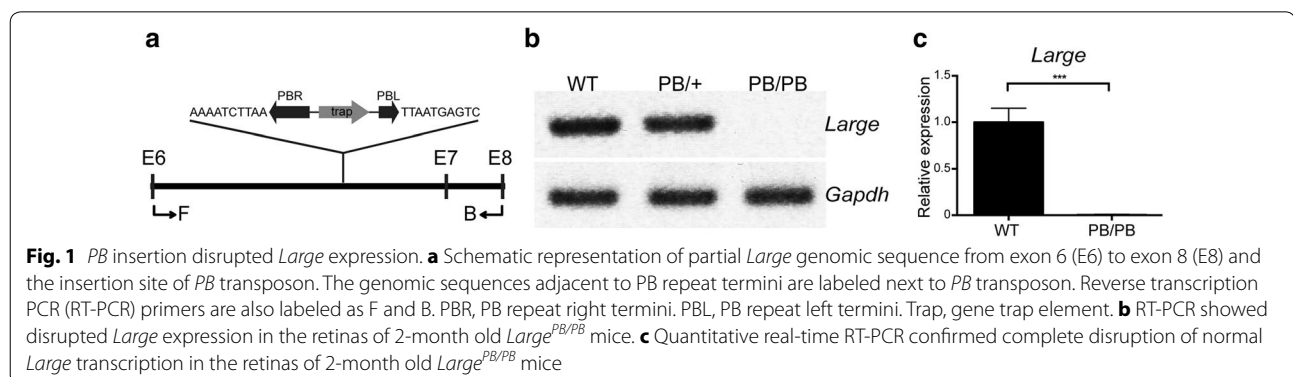 a
PBR PBL
AAAATCTTAA trap TTAATGAGTC
E6 E7 E8
F B
b
WT PB/+ PB/PB
Large
Gapdh
c
Large
***
Relative expression
1.5
1.0
0.5
0
WT PB/PB
Fig. 1 PB insertion disrupted Large expression. a Schematic representation of partial Large genomic sequence from exon 6 (E6) to exon 8 (E8) and
the insertion site of PB transposon. The genomic sequences adjacent to PB repeat termini are labeled next to PB transposon. Reverse transcription
PCR (RT-PCR) primers are also labeled as F and B. PBR, PB repeat right termini. PBL, PB repeat left termini. Trap, gene trap element. b RT-PCR showed
disrupted Large expression in the retinas of 2-month old Large^PB/PB mice. c Quantitative real-time RT-PCR confirmed complete disruption of normal
Large transcription in the retinas of 2-month old Large^PB/PB mice